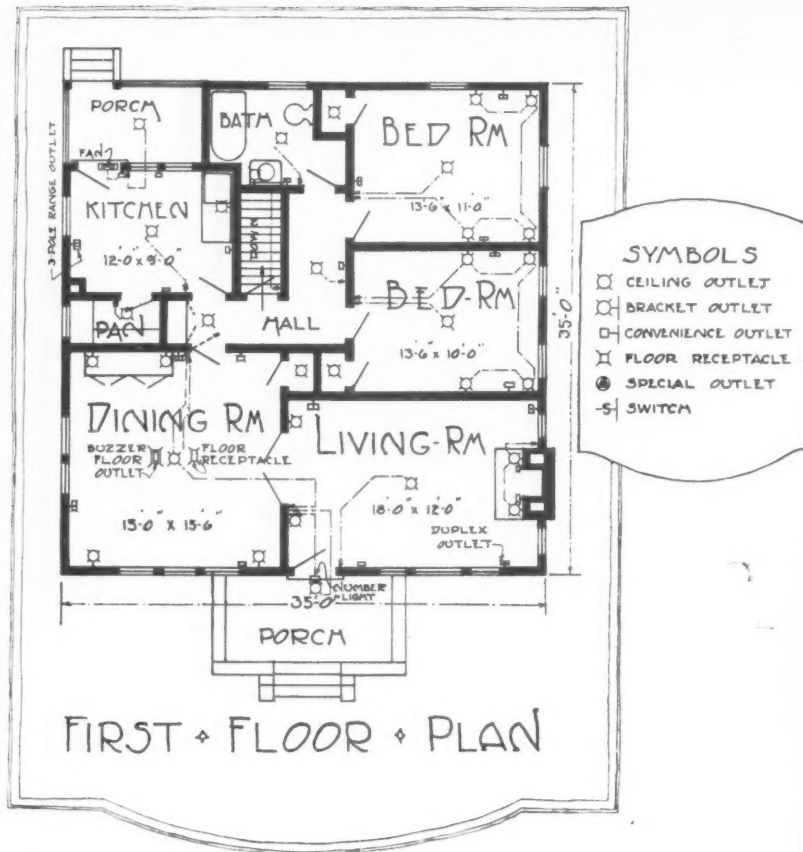 PORCH
BATH
BED RM
FAN
3-POLE RANGE OUTLET
KITCHEN
12'-0" x 9'-0"
DOWN
13'-6" x 11'-0"
SYMBOLS
CEILING OUTLET
BRACKET OUTLET
CONVENIENCE OUTLET
FLOOR RECEPTACLE
SPECIAL OUTLET
S SWITCH
PAN
HALL
BED-RM
13'-6" x 10'-0"
35'-0"
DINING RM
BUZZER
FLOOR
OUTLET
FLOOR
RECEPTACLE
15'-0" x 15'-6"
LIVING-RM
18'-0" x 12'-0"
DUPLEX
OUTLET
NUMBER
LIGHT
35'-0"
PORCH
FIRST FLOOR PLAN